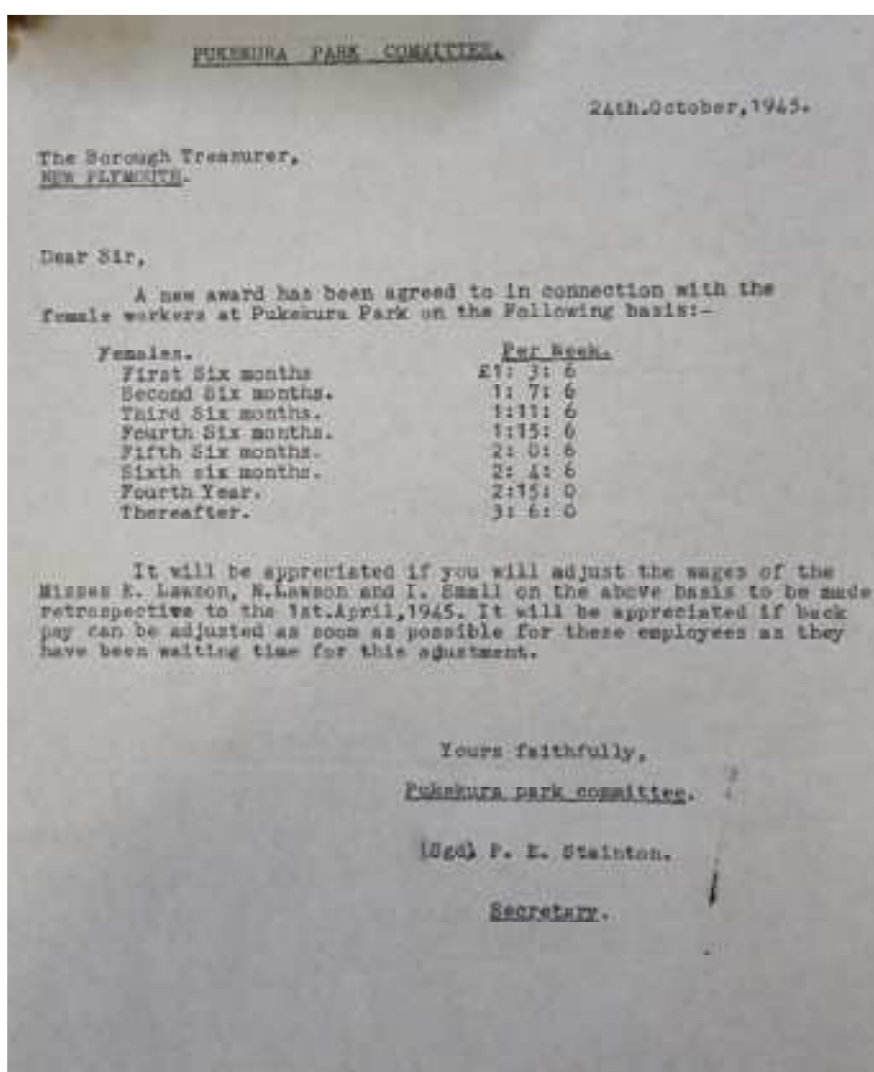 PUKEKURA PARK COMMITTEE.
24th.October,1945.
The Borough Treasurer,
NEW PLYMOUTH.
Dear Sir,
A new award has been agreed to in connection with the
female workers at Pukekura Park on the Following basis:-
Females. Per Week.
First Six months £1: 3: 6
Second Six months. 1: 7: 6
Third Six months. 1:11: 6
Fourth Six months. 1:15: 6
Fifth Six months. 2: 0: 6
Sixth six months. 2: 4: 6
Fourth Year. 2:15: 0
Thereafter. 3: 6: 0
It will be appreciated if you will adjust the wages of the
Misses E. Lawson, N.Lawson and I. Small on the above basis to be made
retrospective to the 1st.April,1945. It will be appreciated if back
pay can be adjusted as soon as possible for these employees as they
have been waiting time for this adustment.
Yours faithfully,
Pukekura park committee.
(Sgd) P. E. Stainton.
Secretary.